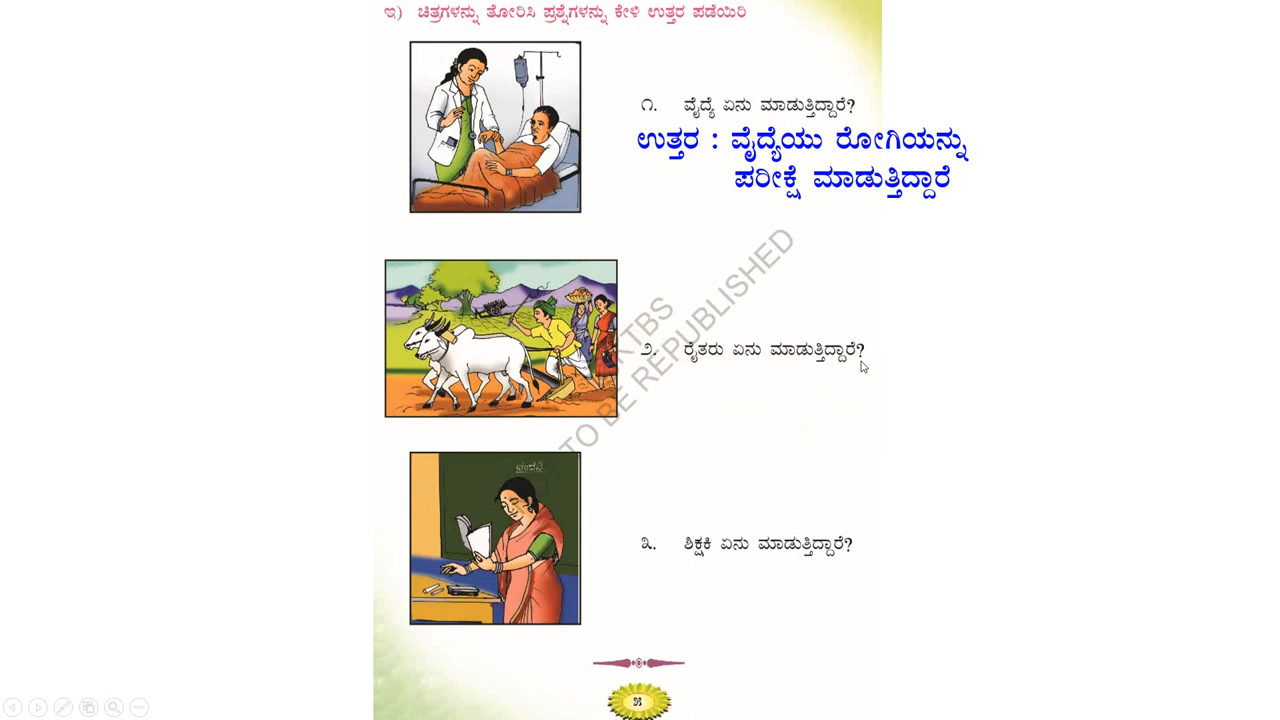 ಇ) ಚಿತ್ರಗಳನ್ನು ತೋರಿಸಿ ಪ್ರಶ್ನೆಗಳನ್ನು ಕೇಳಿ ಉತ್ತರ ಪಡೆಯಿರಿ
೧. ವೈದ್ಯೆ ಏನು ಮಾಡುತ್ತಿದ್ದಾರೆ?
ಉತ್ತರ : ವೈದ್ಯೆಯು ರೋಗಿಯನ್ನು
ಪರೀಕ್ಷೆ ಮಾಡುತ್ತಿದ್ದಾರೆ
KTBS
TO BE REPUBLISHED
೨. ರೈತರು ಏನು ಮಾಡುತ್ತಿದ್ದಾರೆ?
ವಂದನೆ
೩. ಶಿಕ್ಷಕಿ ಏನು ಮಾಡುತ್ತಿದ್ದಾರೆ?